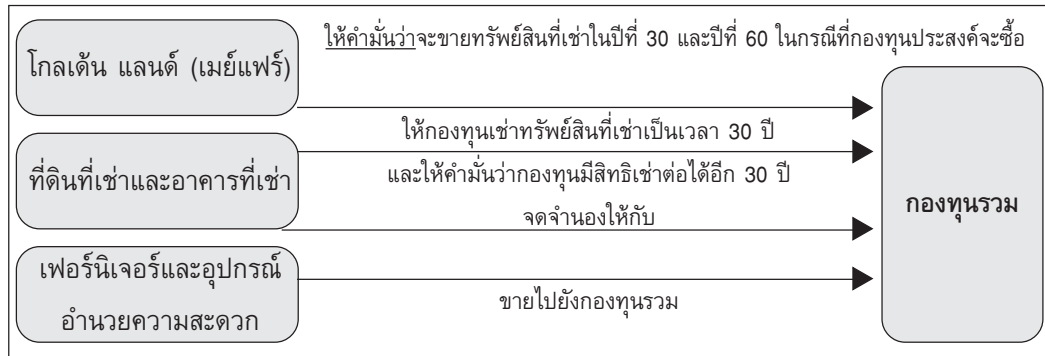 ให้คำมั่นว่าจะขายทรัพย์สินที่เช่าในปีที่ 30 และปีที่ 60 ในกรณีที่กองทุนประสงค์จะซื้อ
โกลเด้น แลนด์ (เมย์แฟร์)
ให้กองทุนเช่าทรัพย์สินที่เช่าเป็นเวลา 30 ปี
ที่ดินที่เช่าและอาคารที่เช่า
และให้คำมั่นว่ากองทุนมีสิทธิเช่าต่อได้อีก 30 ปี
กองทุนรวม
จดจำนองให้กับ
เฟอร์นิเจอร์และอุปกรณ์
อำนวยความสะดวก
ขายไปยังกองทุนรวม